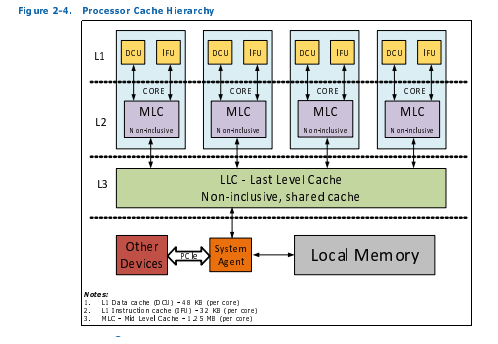 Figure 2-4. Processor Cache Hierarchy
L1
DCU IFU DCU IFU DCU IFU DCU IFU
CORE CORE CORE CORE
L2
MLC MLC MLC MLC
Non-inclusive Non-inclusive Non-inclusive Non-inclusive
L3
LLC - Last Level Cache
Non-inclusive, shared cache
Other
Devices
PCIe
System
Agent
Local Memory
Notes:
1. L1 Data cache (DCU) - 48 KB (per core)
2. L1 Instruction cache (IFU) - 32 KB (per core)
3. MLC - Mid Level Cache - 1.25 MB (per core)